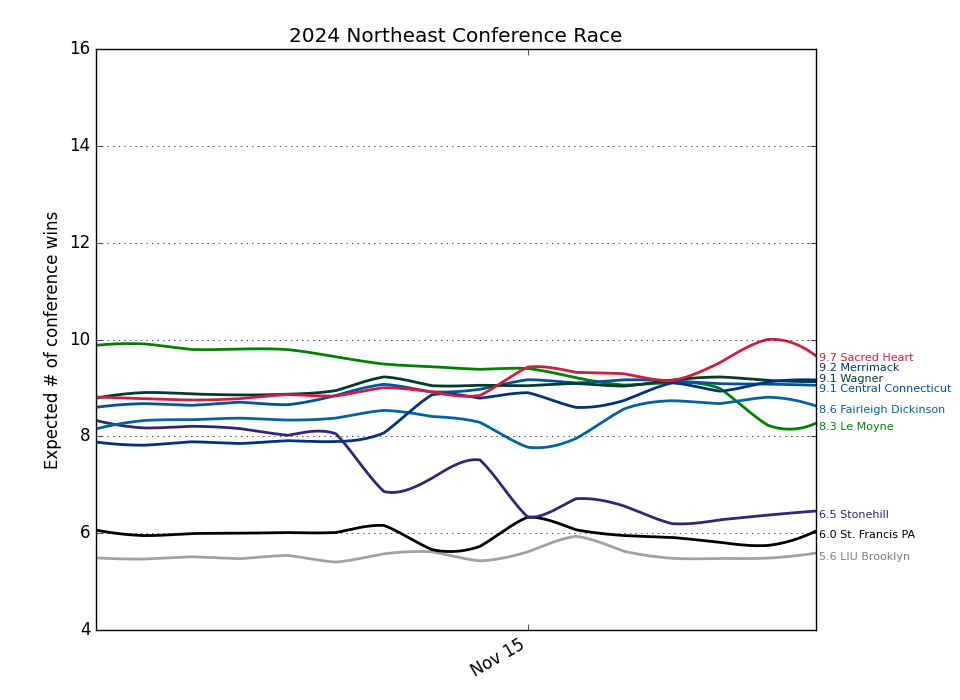 2024 Northeast Conference Race
Expected # of conference wins
16
14
12
10
8
6
4
Nov 15
9.7 Sacred Heart
9.2 Merrimack
9.1 Wagner
9.1 Central Connecticut
8.6 Fairleigh Dickinson
8.3 Le Moyne
6.5 Stonehill
6.0 St. Francis PA
5.6 LIU Brooklyn